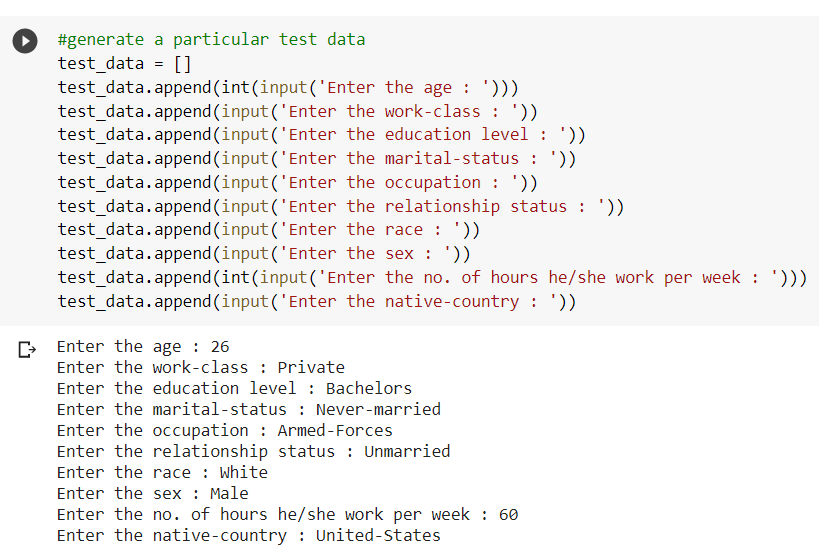 #generate a particular test data
test_data = []
test_data.append(int(input('Enter the age : ')))
test_data.append(input('Enter the work-class : '))
test_data.append(input('Enter the education level : '))
test_data.append(input('Enter the marital-status : '))
test_data.append(input('Enter the occupation : '))
test_data.append(input('Enter the relationship status : '))
test_data.append(input('Enter the race : '))
test_data.append(input('Enter the sex : '))
test_data.append(int(input('Enter the no. of hours he/she work per week : ')))
test_data.append(input('Enter the native-country : '))
Enter the age : 26
Enter the work-class : Private
Enter the education level : Bachelors
Enter the marital-status : Never-married
Enter the occupation : Armed-Forces
Enter the relationship status : Unmarried
Enter the race : White
Enter the sex : Male
Enter the no. of hours he/she work per week : 60
Enter the native-country : United-States